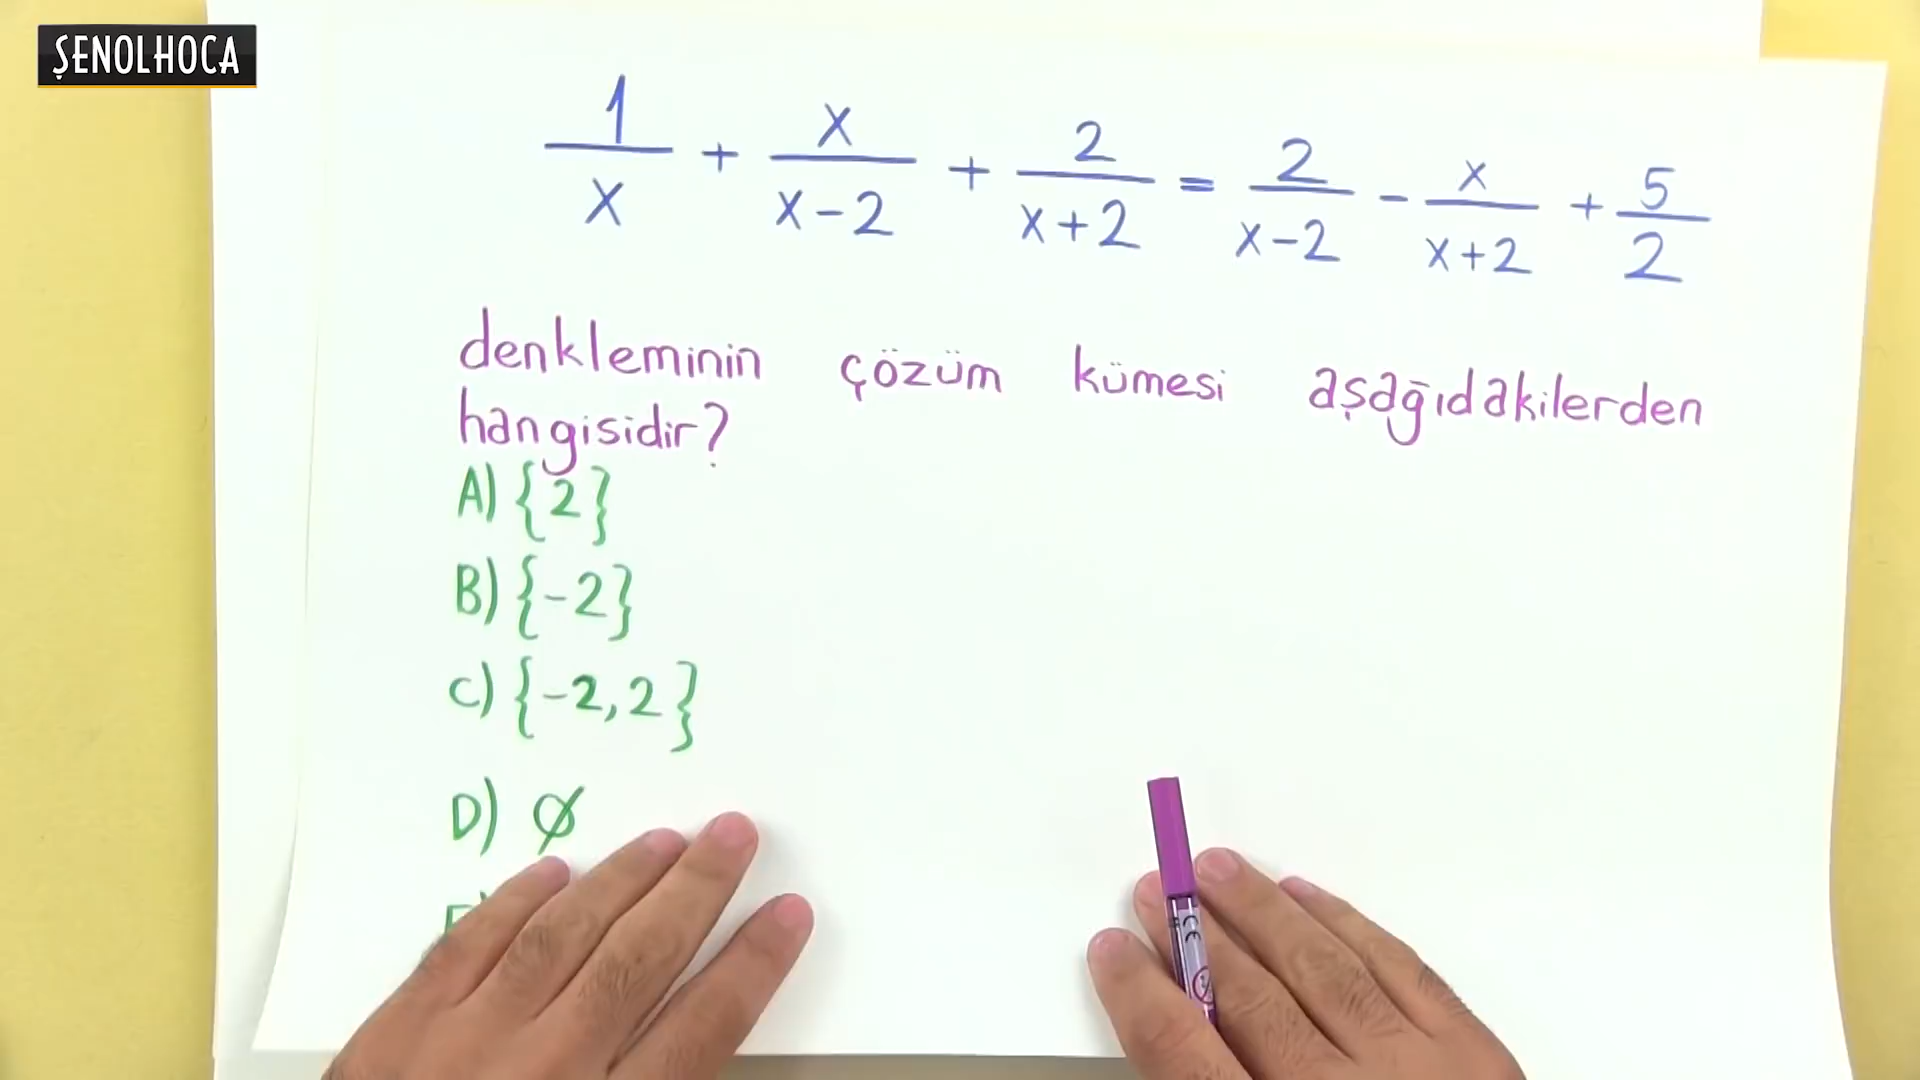 ŞENOLHOCA
1/x + x/x-2 + 2/x+2 = 2/x-2 - x/x+2 + 5/2
denkleminin çözüm kümesi aşağıdakilerden
hangisidir?
A) {2}
B) {-2}
C) {-2,2}
D) ∅